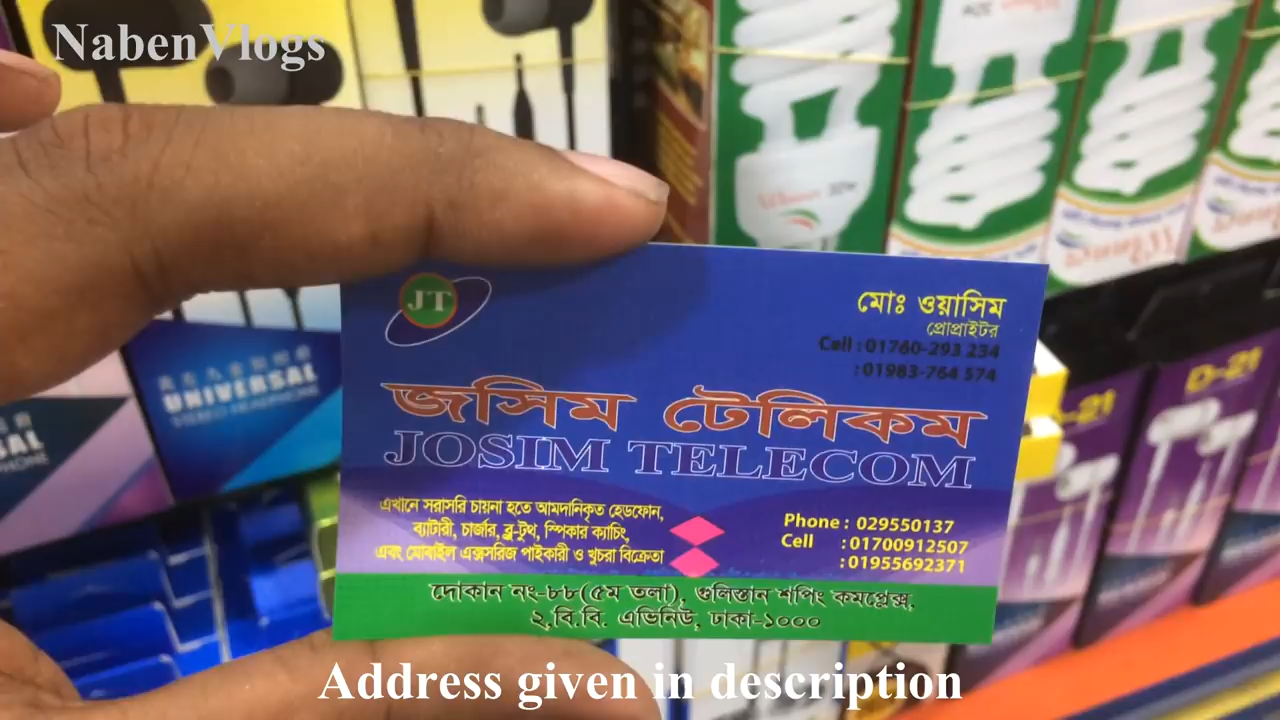 NabenVlogs
UNIVERSAL
D-21
JT
মোঃ ওয়াসিম
প্রোপ্রাইটর
Cell : 01760-293 234
: 01983-764 574
জসিম টেলিকম
JOSIM TELECOM
এখানে সরাসরি চায়না হতে আমদানিকৃত হেডফোন,
ব্যাটারী, চার্জার, ব্লু-টুথ, স্পিকার ক্যাচিং,
এবং মোবাইল এক্সসরিজ পাইকারী ও খুচরা বিক্রেতা
Phone : 029550137
Cell : 01700912507
: 01955692371
দোকান নং-৮৮(৫ম তলা), গুলিস্তান শপিং কমপ্লেক্স,
২,বি.বি. এভিনিউ, ঢাকা-১০০০
Address given in description